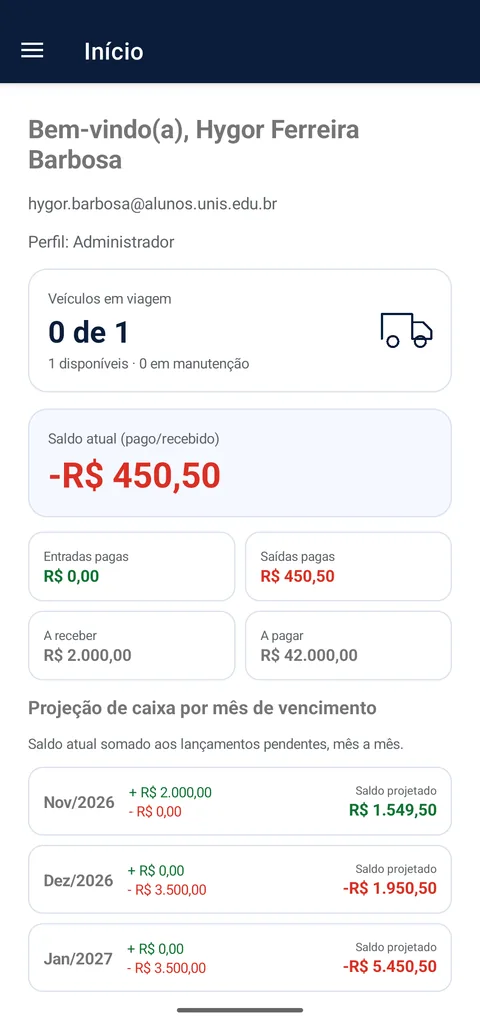 Início
Bem-vindo(a), Hygor Ferreira
Barbosa
hygor.barbosa@alunos.unis.edu.br
Perfil: Administrador
Veículos em viagem
0 de 1
1 disponíveis · 0 em manutenção
Saldo atual (pago/recebido)
-R$ 450,50
Entradas pagas
R$ 0,00
Saídas pagas
R$ 450,50
A receber
R$ 2.000,00
A pagar
R$ 42.000,00
Projeção de caixa por mês de vencimento
Saldo atual somado aos lançamentos pendentes, mês a mês.
Nov/2026
+ R$ 2.000,00
- R$ 0,00
Saldo projetado
R$ 1.549,50
Dez/2026
+ R$ 0,00
- R$ 3.500,00
Saldo projetado
-R$ 1.950,50
Jan/2027
+ R$ 0,00
- R$ 3.500,00
Saldo projetado
-R$ 5.450,50